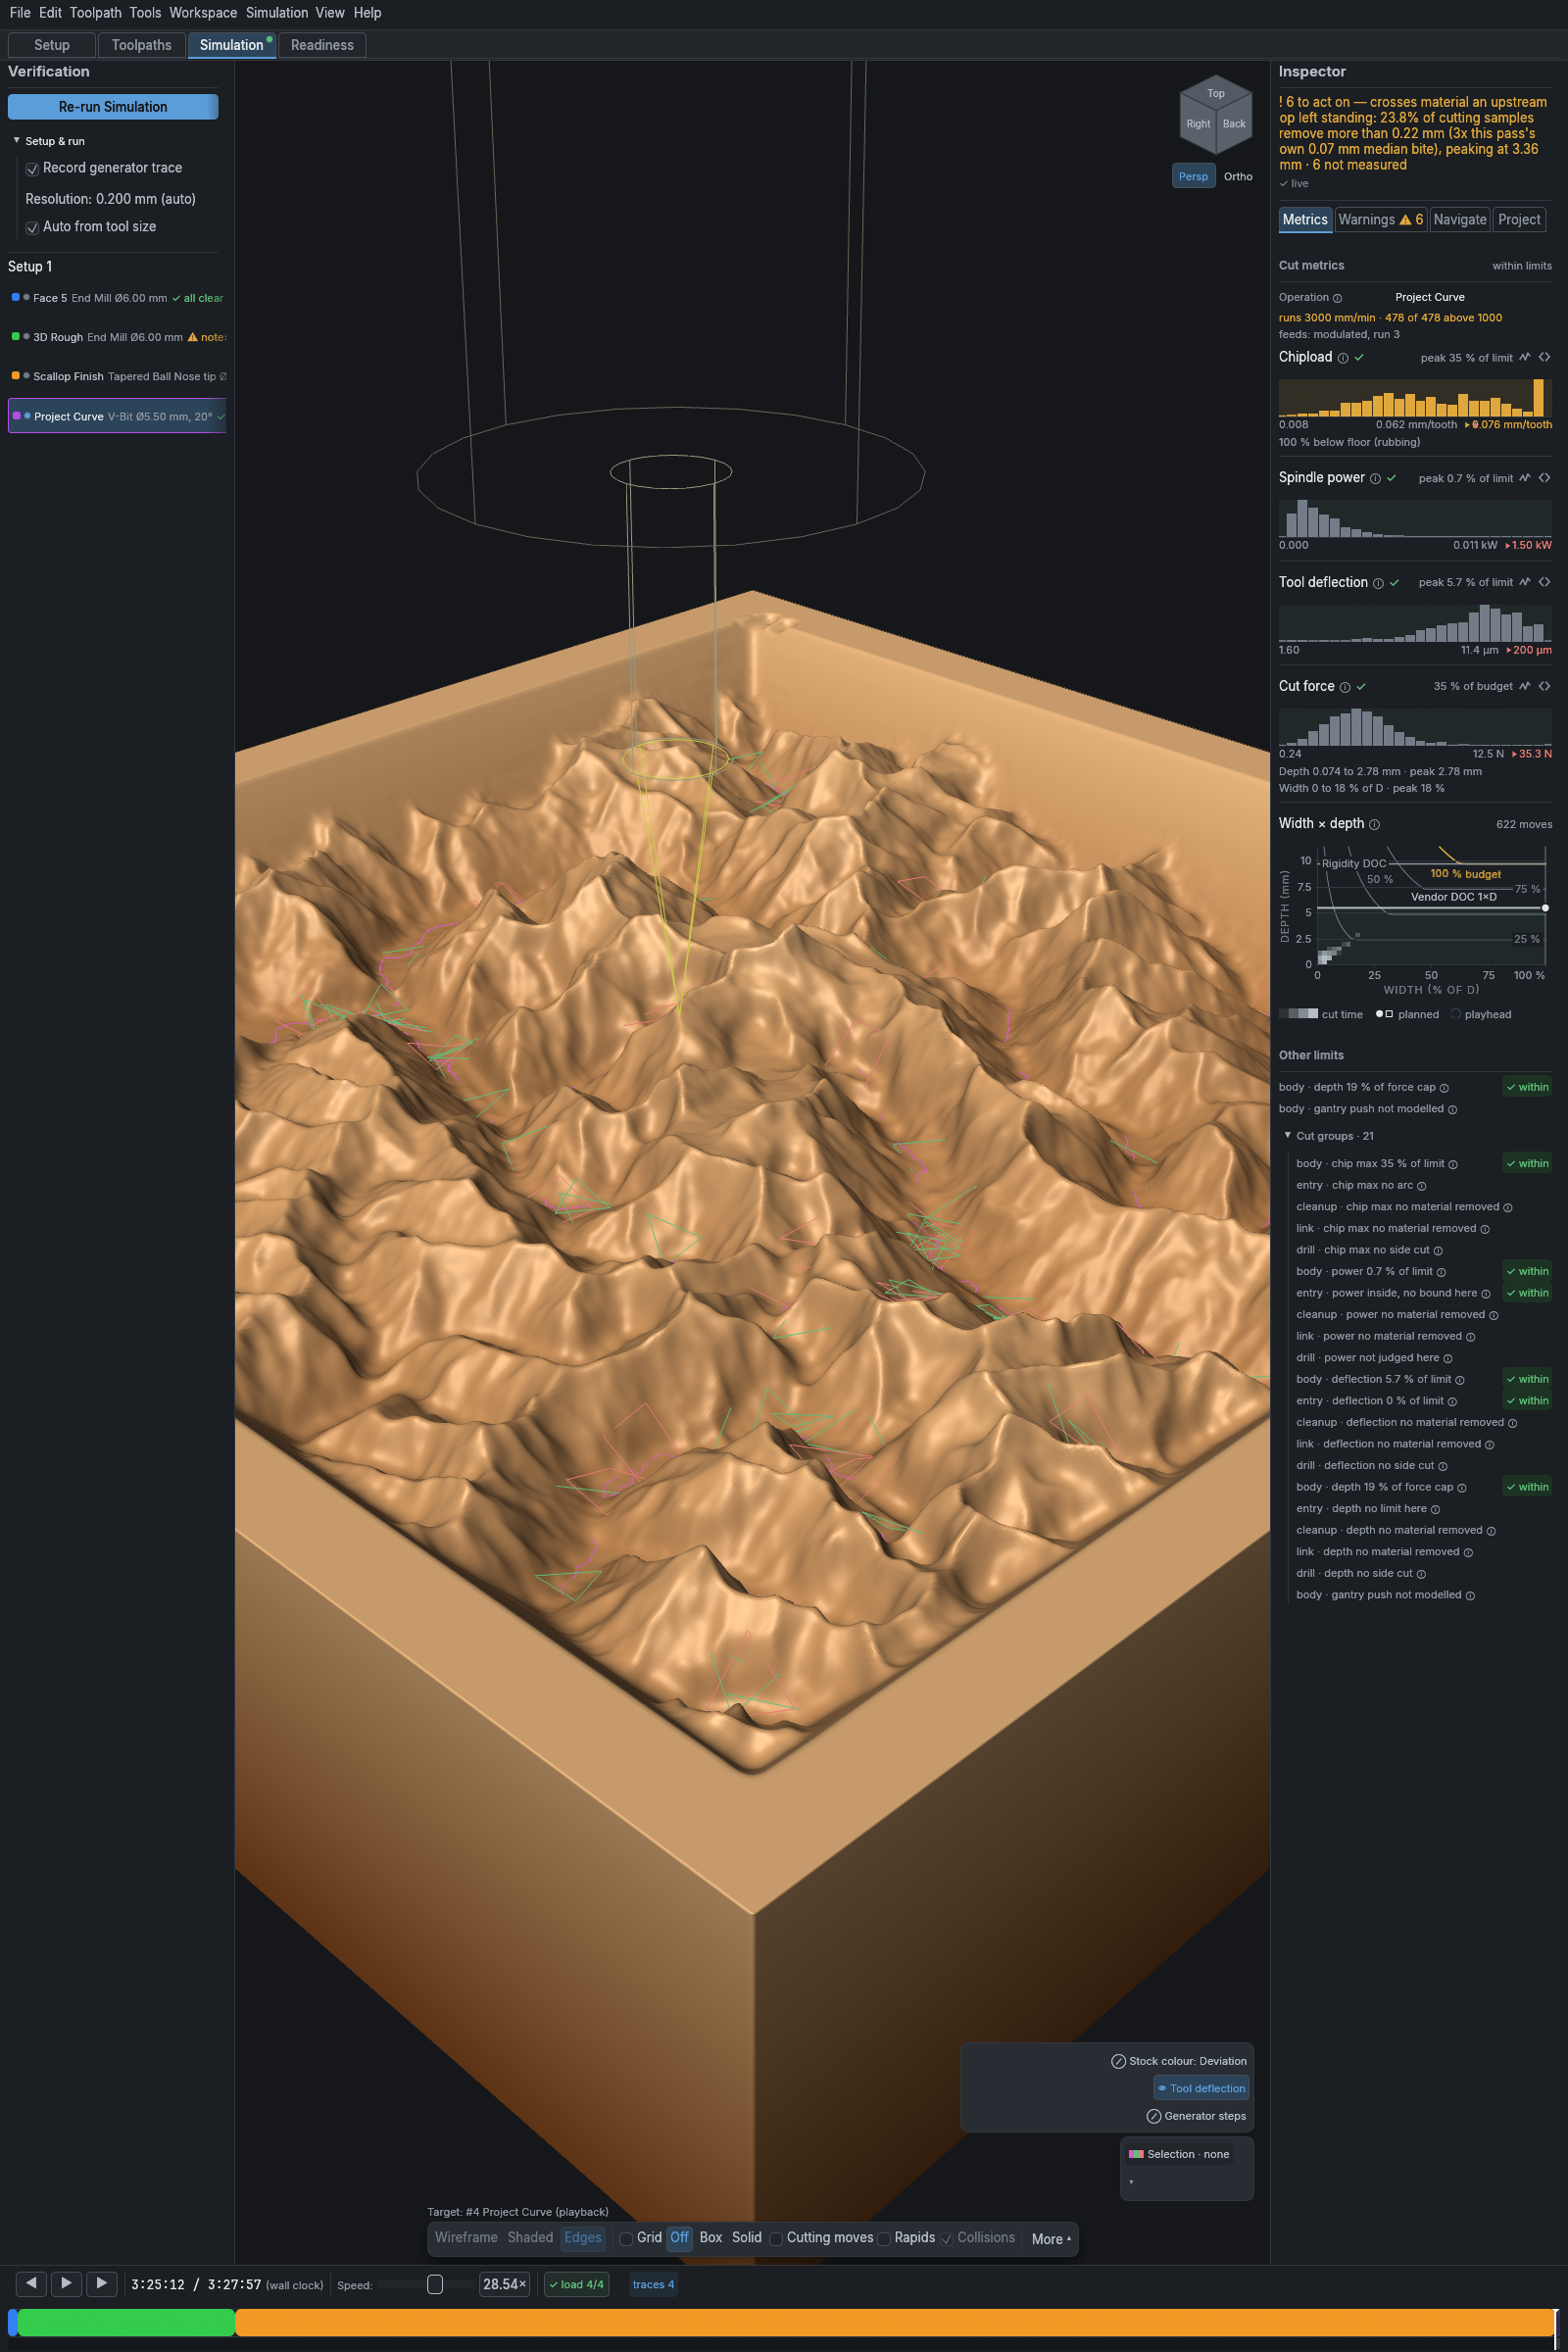 File Edit Toolpath Tools Workspace Simulation View Help
Setup Toolpaths Simulation Readiness
Verification
Re-run Simulation
Setup & run
Record generator trace
Resolution: 0.200 mm (auto)
Auto from tool size
Setup 1
Face 5 End Mill Ø6.00 mm ✓ all clear
3D Rough End Mill Ø6.00 mm note
Scallop Finish Tapered Ball Nose tip Ø
Project Curve V-Bit Ø5.50 mm, 20° ✓
Top
Right Back
Persp Ortho
Inspector
! 6 to act on — crosses material an upstream
op left standing: 23.8% of cutting samples
remove more than 0.22 mm (3x this pass's
own 0.07 mm median bite), peaking at 3.36
mm · 6 not measured
✓ live
Metrics Warnings 6 Navigate Project
Cut metrics within limits
Operation Project Curve
runs 3000 mm/min · 478 of 478 above 1000
feeds: modulated, run 3
Chipload ✓ peak 35 % of limit
0.008 0.062 mm/tooth 0.076 mm/tooth
100 % below floor (rubbing)
Spindle power ✓ peak 0.7 % of limit
0.000 0.011 kW 1.50 kW
Tool deflection ✓ peak 5.7 % of limit
1.60 11.4 µm 200 µm
Cut force ✓ 35 % of budget
0.24 12.5 N 35.3 N
Depth 0.074 to 2.78 mm · peak 2.78 mm
Width 0 to 18 % of D · peak 18 %
Width × depth 622 moves
DEPTH (mm)
10
7.5
5
2.5
0
Rigidity DOC
50 %
100 % budget
75 %
Vendor DOC 1×D
25 %
0 25 50 75 100 %
WIDTH (% OF D)
cut time planned playhead
Other limits
body · depth 19 % of force cap ✓ within
body · gantry push not modelled
Cut groups · 21
body · chip max 35 % of limit ✓ within
entry · chip max no arc
cleanup · chip max no material removed
link · chip max no material removed
drill · chip max no side cut
body · power 0.7 % of limit ✓ within
entry · power inside, no bound here ✓ within
cleanup · power no material removed
link · power no material removed
drill · power not judged here
body · deflection 5.7 % of limit ✓ within
entry · deflection 0 % of limit ✓ within
cleanup · deflection no material removed
link · deflection no material removed
drill · deflection no side cut
body · depth 19 % of force cap ✓ within
entry · depth no limit here
cleanup · depth no material removed
link · depth no material removed
drill · depth no side cut
body · gantry push not modelled
Stock colour: Deviation
Tool deflection
Generator steps
Selection · none
Target: #4 Project Curve (playback)
Wireframe Shaded Edges Grid Off Box Solid Cutting moves Rapids Collisions More
3:25:12 / 3:27:57 (wall clock) Speed: 28.54× ✓ load 4/4 traces 4